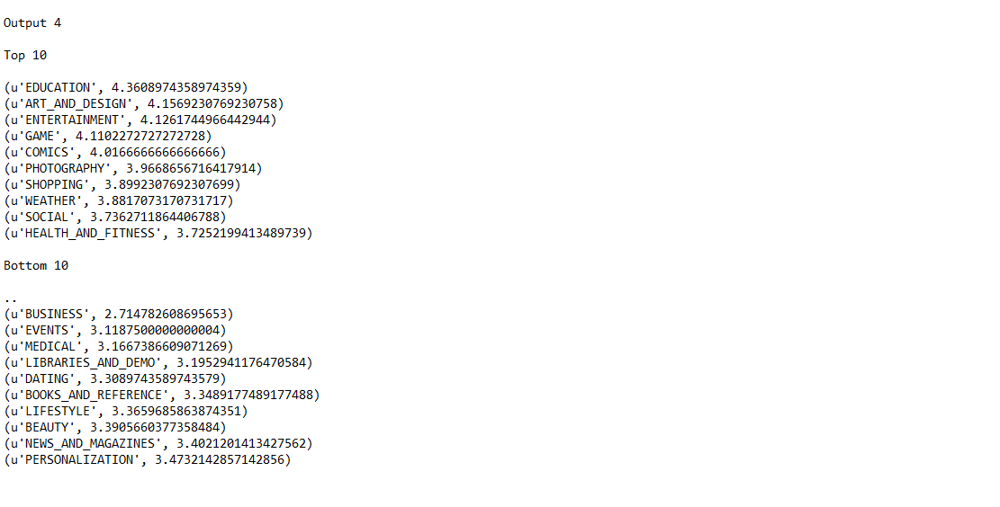 Output 4
Top 10
(u'EDUCATION', 4.3608974358974359)
(u'ART_AND_DESIGN', 4.1569230769230758)
(u'ENTERTAINMENT', 4.1261744966442944)
(u'GAME', 4.1102272727272728)
(u'COMICS', 4.0166666666666666)
(u'PHOTOGRAPHY', 3.9668656716417914)
(u'SHOPPING', 3.8992307692307699)
(u'WEATHER', 3.8817073170731717)
(u'SOCIAL', 3.7362711864406788)
(u'HEALTH_AND_FITNESS', 3.7252199413489739)
Bottom 10
..
(u'BUSINESS', 2.714782608695653)
(u'EVENTS', 3.1187500000000004)
(u'MEDICAL', 3.1667386609071269)
(u'LIBRARIES_AND_DEMO', 3.1952941176470584)
(u'DATING', 3.3089743589743579)
(u'BOOKS_AND_REFERENCE', 3.3489177489177488)
(u'LIFESTYLE', 3.3659685863874351)
(u'BEAUTY', 3.3905660377358484)
(u'NEWS_AND_MAGAZINES', 3.4021201413427562)
(u'PERSONALIZATION', 3.4732142857142856)